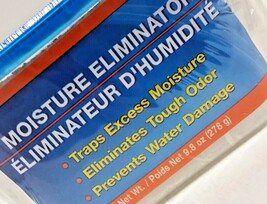 MOISTURE ELIMINATOR
ÉLIMINATEUR D'HUMIDITÉ
• Traps Excess Moisture
• Eliminates Tough Odor
• Prevents Water Damage
Net Wt. / Poids Net 9.8 oz (278 g)